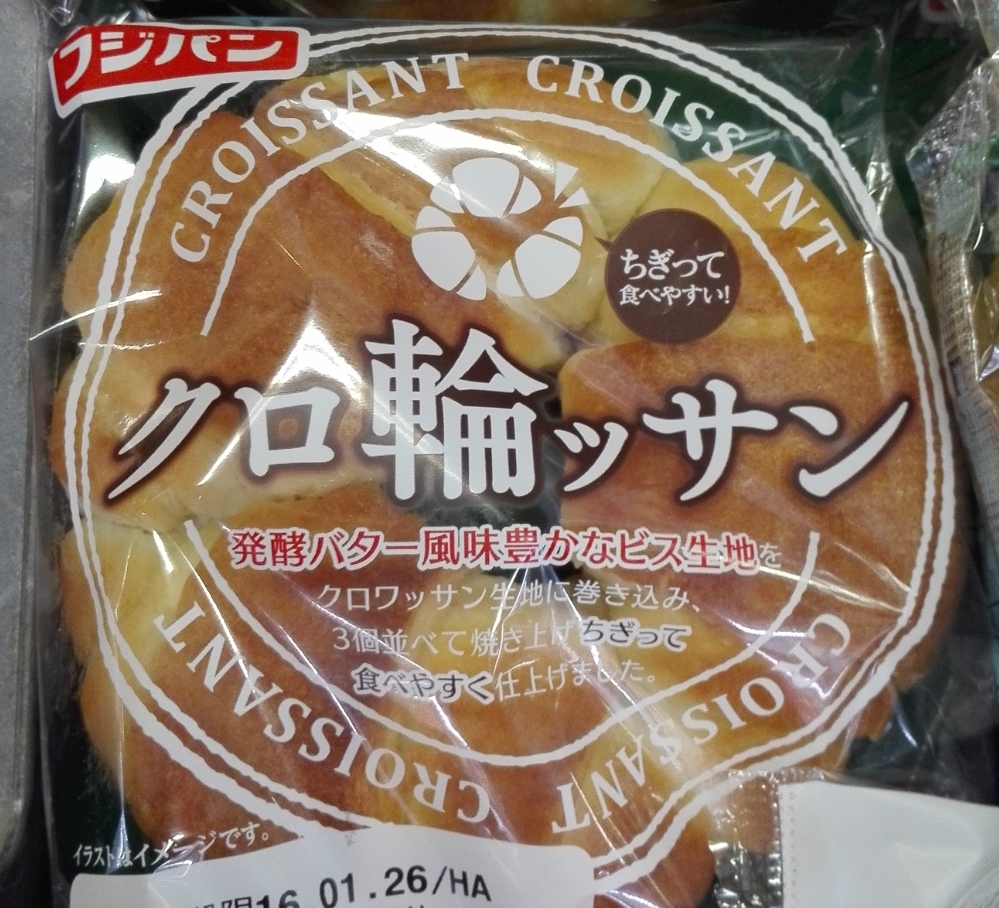 フジパン
CROISSANT CROISSANT
ちぎって
食べやすい!
クロ輪ッサン
発酵バター風味豊かなビス生地を
クロワッサン生地に巻き込み、
3個並べて焼き上げちぎって
食べやすく仕上げました。
CROISSANT CROISSANT
イラストはイメージです。
限16.01.26/HA